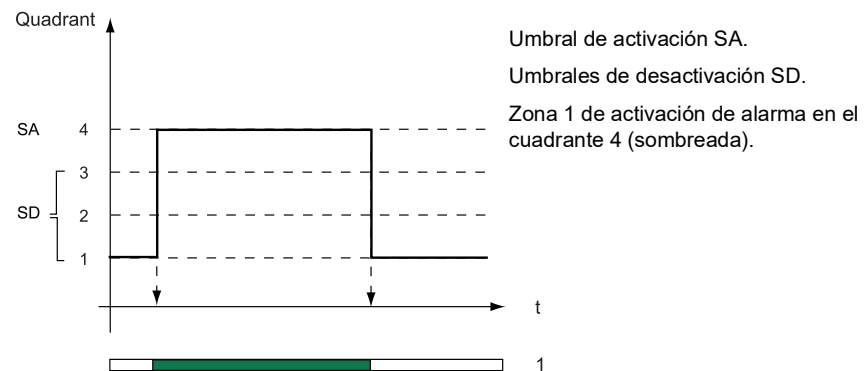 Quadrant
Umbral de activación SA.
Umbrales de desactivación SD.
Zona 1 de activación de alarma en el
cuadrante 4 (sombreada).
SA 4
3
SD 2
1
t
1